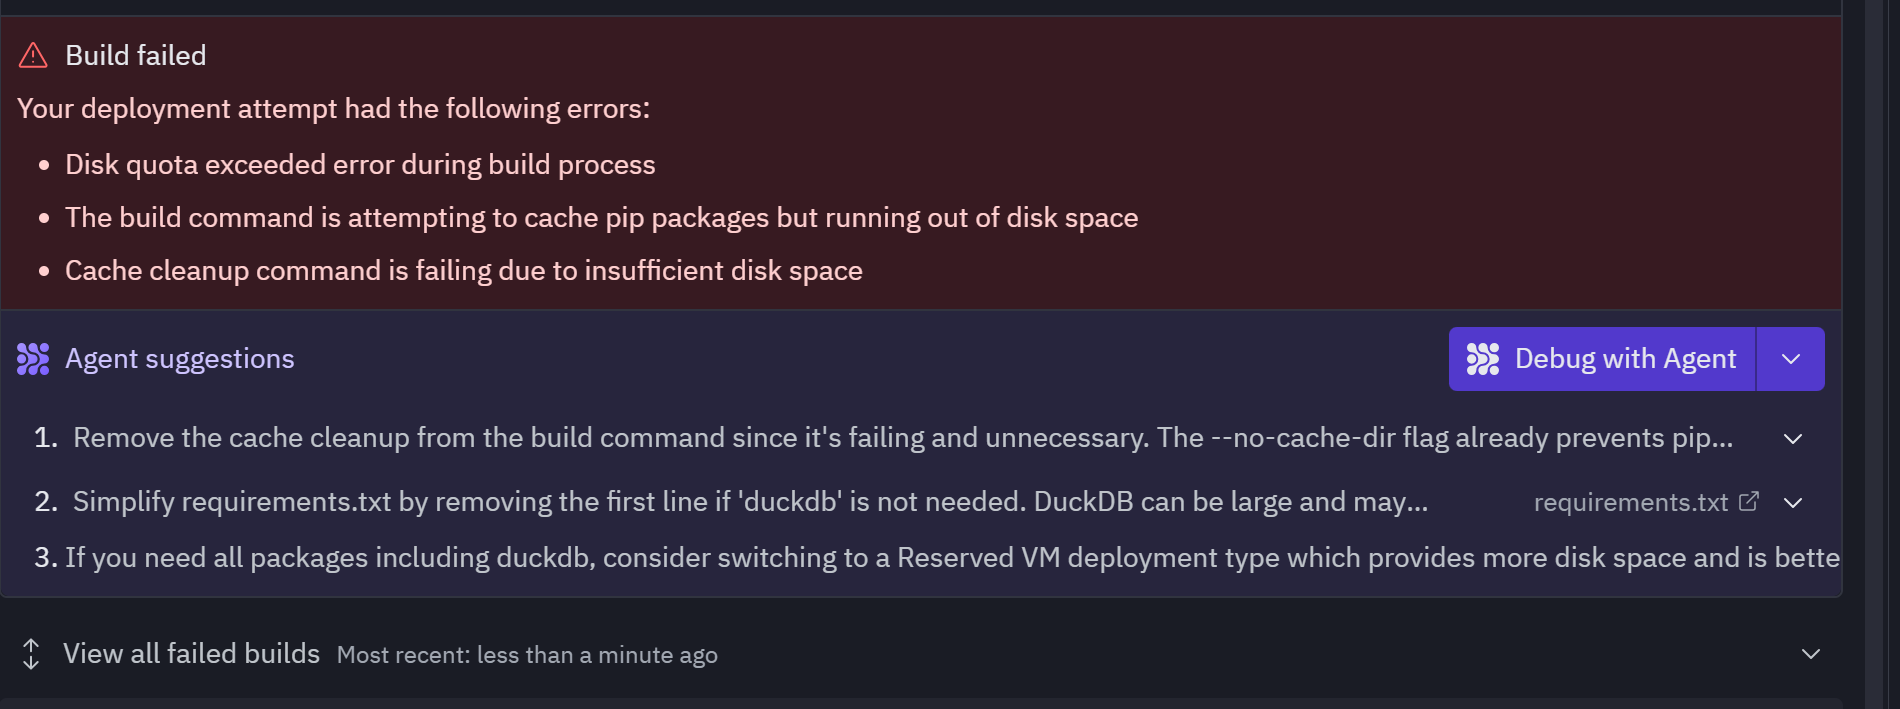 Build failed
Your deployment attempt had the following errors:
• Disk quota exceeded error during build process
• The build command is attempting to cache pip packages but running out of disk space
• Cache cleanup command is failing due to insufficient disk space
Agent suggestions
Debug with Agent
1. Remove the cache cleanup from the build command since it's failing and unnecessary. The --no-cache-dir flag already prevents pip...
2. Simplify requirements.txt by removing the first line if 'duckdb' is not needed. DuckDB can be large and may... requirements.txt
3. If you need all packages including duckdb, consider switching to a Reserved VM deployment type which provides more disk space and is bette
View all failed builds Most recent: less than a minute ago